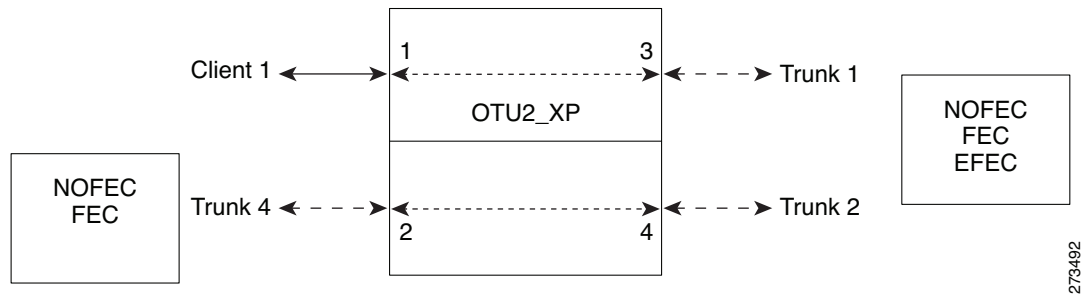 1 3
Client 1 Trunk 1
OTU2_XP
NOFEC
FEC
EFEC
NOFEC
FEC
Trunk 4 Trunk 2
2 4
273492